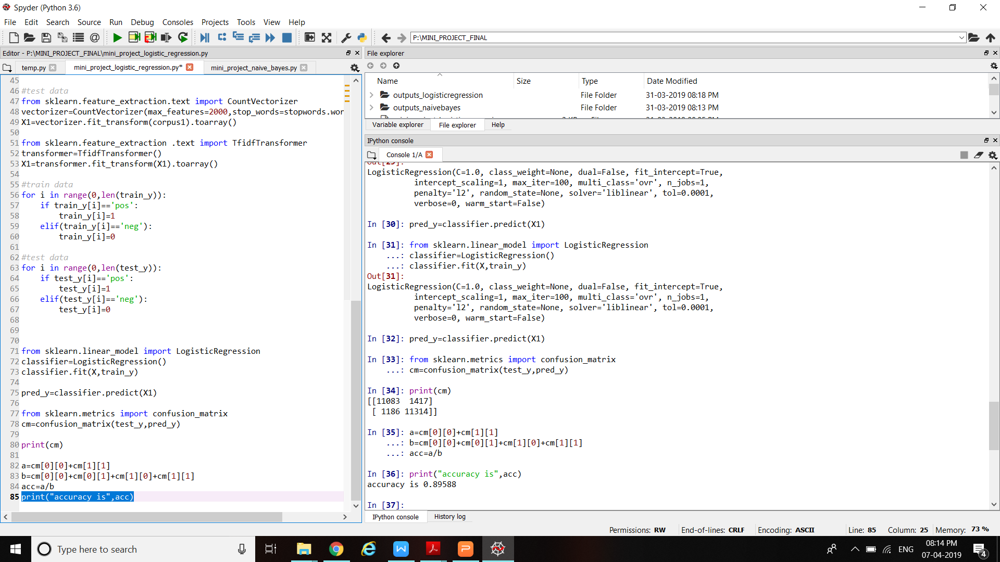 Spyder (Python 3.6)
File Edit Search Source Run Debug Consoles Projects Tools View Help
P:\MINI_PROJECT_FINAL
Editor - P:\MINI_PROJECT_FINAL\mini_project_logistic_regression.py
temp.py mini_project_logistic_regression.py* mini_project_naive_bayes.py
45
46 #test data
47 from sklearn.feature_extraction.text import CountVectorizer
48 vectorizer=CountVectorizer(max_features=2000,stop_words=stopwords.wor
49 X1=vectorizer.fit_transform(corpus1).toarray()
50
51 from sklearn.feature_extraction .text import TfidfTransformer
52 transformer=TfidfTransformer()
53 X1=transformer.fit_transform(X1).toarray()
54
55 #train data
56 for i in range(0,len(train_y)):
57     if train_y[i]=='pos':
58         train_y[i]=1
59     elif(train_y[i]=='neg'):
60         train_y[i]=0
61
62 #test data
63 for i in range(0,len(test_y)):
64     if test_y[i]=='pos':
65         test_y[i]=1
66     elif(test_y[i]=='neg'):
67         test_y[i]=0
68
69
70
71 from sklearn.linear_model import LogisticRegression
72 classifier=LogisticRegression()
73 classifier.fit(X,train_y)
74
75 pred_y=classifier.predict(X1)
76
77 from sklearn.metrics import confusion_matrix
78 cm=confusion_matrix(test_y,pred_y)
79
80 print(cm)
81
82 a=cm[0][0]+cm[1][1]
83 b=cm[0][0]+cm[0][1]+cm[1][0]+cm[1][1]
84 acc=a/b
85 print("accuracy is",acc)
File explorer
Name Size Type Date Modified
outputs_logisticregression File Folder 31-03-2019 08:18 PM
outputs_naivebayes File Folder 31-03-2019 08:13 PM
Variable explorer File explorer Help
IPython console
Console 1/A
Out[29]:
LogisticRegression(C=1.0, class_weight=None, dual=False, fit_intercept=True,
          intercept_scaling=1, max_iter=100, multi_class='ovr', n_jobs=1,
          penalty='l2', random_state=None, solver='liblinear', tol=0.0001,
          verbose=0, warm_start=False)
In [30]: pred_y=classifier.predict(X1)
In [31]: from sklearn.linear_model import LogisticRegression
    ...: classifier=LogisticRegression()
    ...: classifier.fit(X,train_y)
Out[31]:
LogisticRegression(C=1.0, class_weight=None, dual=False, fit_intercept=True,
          intercept_scaling=1, max_iter=100, multi_class='ovr', n_jobs=1,
          penalty='l2', random_state=None, solver='liblinear', tol=0.0001,
          verbose=0, warm_start=False)
In [32]: pred_y=classifier.predict(X1)
In [33]: from sklearn.metrics import confusion_matrix
    ...: cm=confusion_matrix(test_y,pred_y)
In [34]: print(cm)
[[11083  1417]
 [ 1186 11314]]
In [35]: a=cm[0][0]+cm[1][1]
    ...: b=cm[0][0]+cm[0][1]+cm[1][0]+cm[1][1]
    ...: acc=a/b
In [36]: print("accuracy is",acc)
accuracy is 0.89588
In [37]:
IPython console History log
Permissions: RW End-of-lines: CRLF Encoding: ASCII Line: 85 Column: 25 Memory: 73 %
Type here to search
ENG
08:14 PM
07-04-2019
4